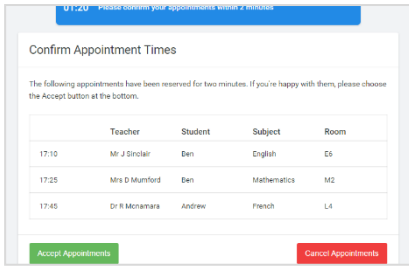 01:20 Please confirm your appointments within 2 minutes
Confirm Appointment Times
The following appointments have been reserved for two minutes. If you're happy with them, please choose
the Accept button at the bottom.
Teacher Student Subject Room
17:10 Mr J Sinclair Ben English E6
17:25 Mrs D Mumford Ben Mathematics M2
17:45 Dr R Mcnamara Andrew French L4
Accept Appointments Cancel Appointments